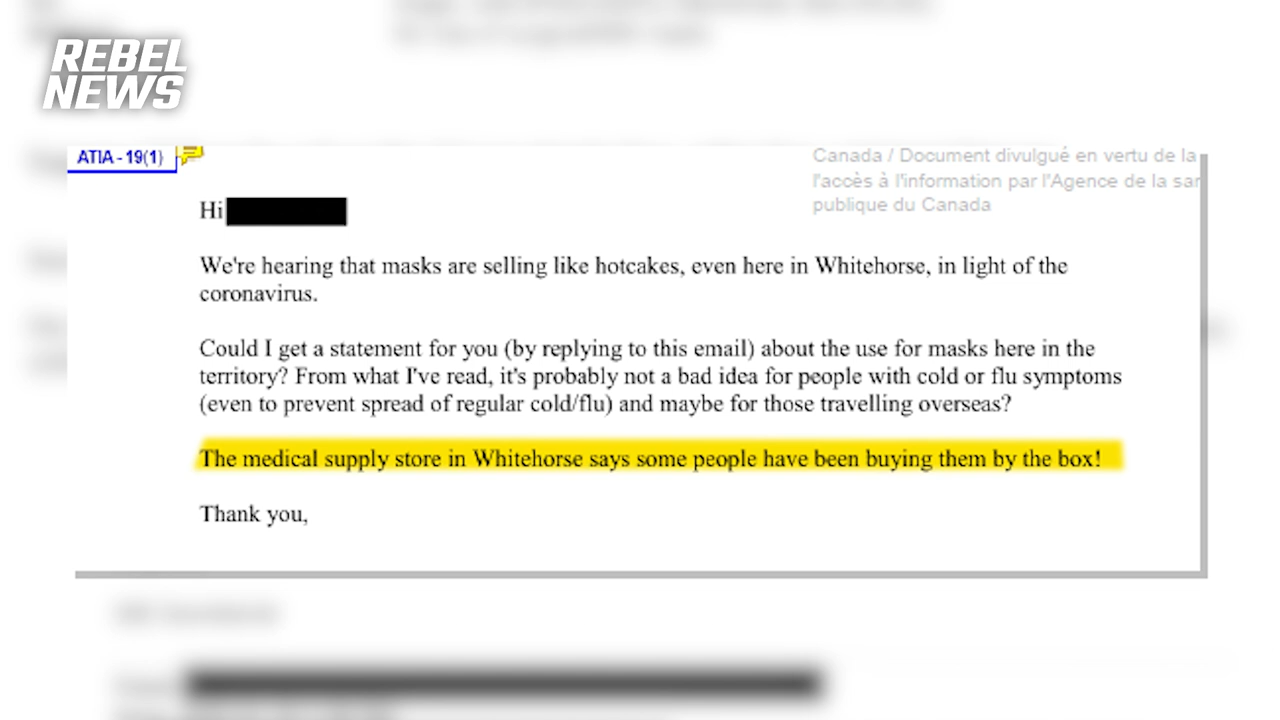 REBEL
NEWS
ATIA - 19(1)
Canada / Document divulgué en vertu de la
l'accès à l'information par l'Agence de la san
publique du Canada
Hi
We're hearing that masks are selling like hotcakes, even here in Whitehorse, in light of the
coronavirus.
Could I get a statement for you (by replying to this email) about the use for masks here in the
territory? From what I've read, it's probably not a bad idea for people with cold or flu symptoms
(even to prevent spread of regular cold/flu) and maybe for those travelling overseas?
The medical supply store in Whitehorse says some people have been buying them by the box!
Thank you,